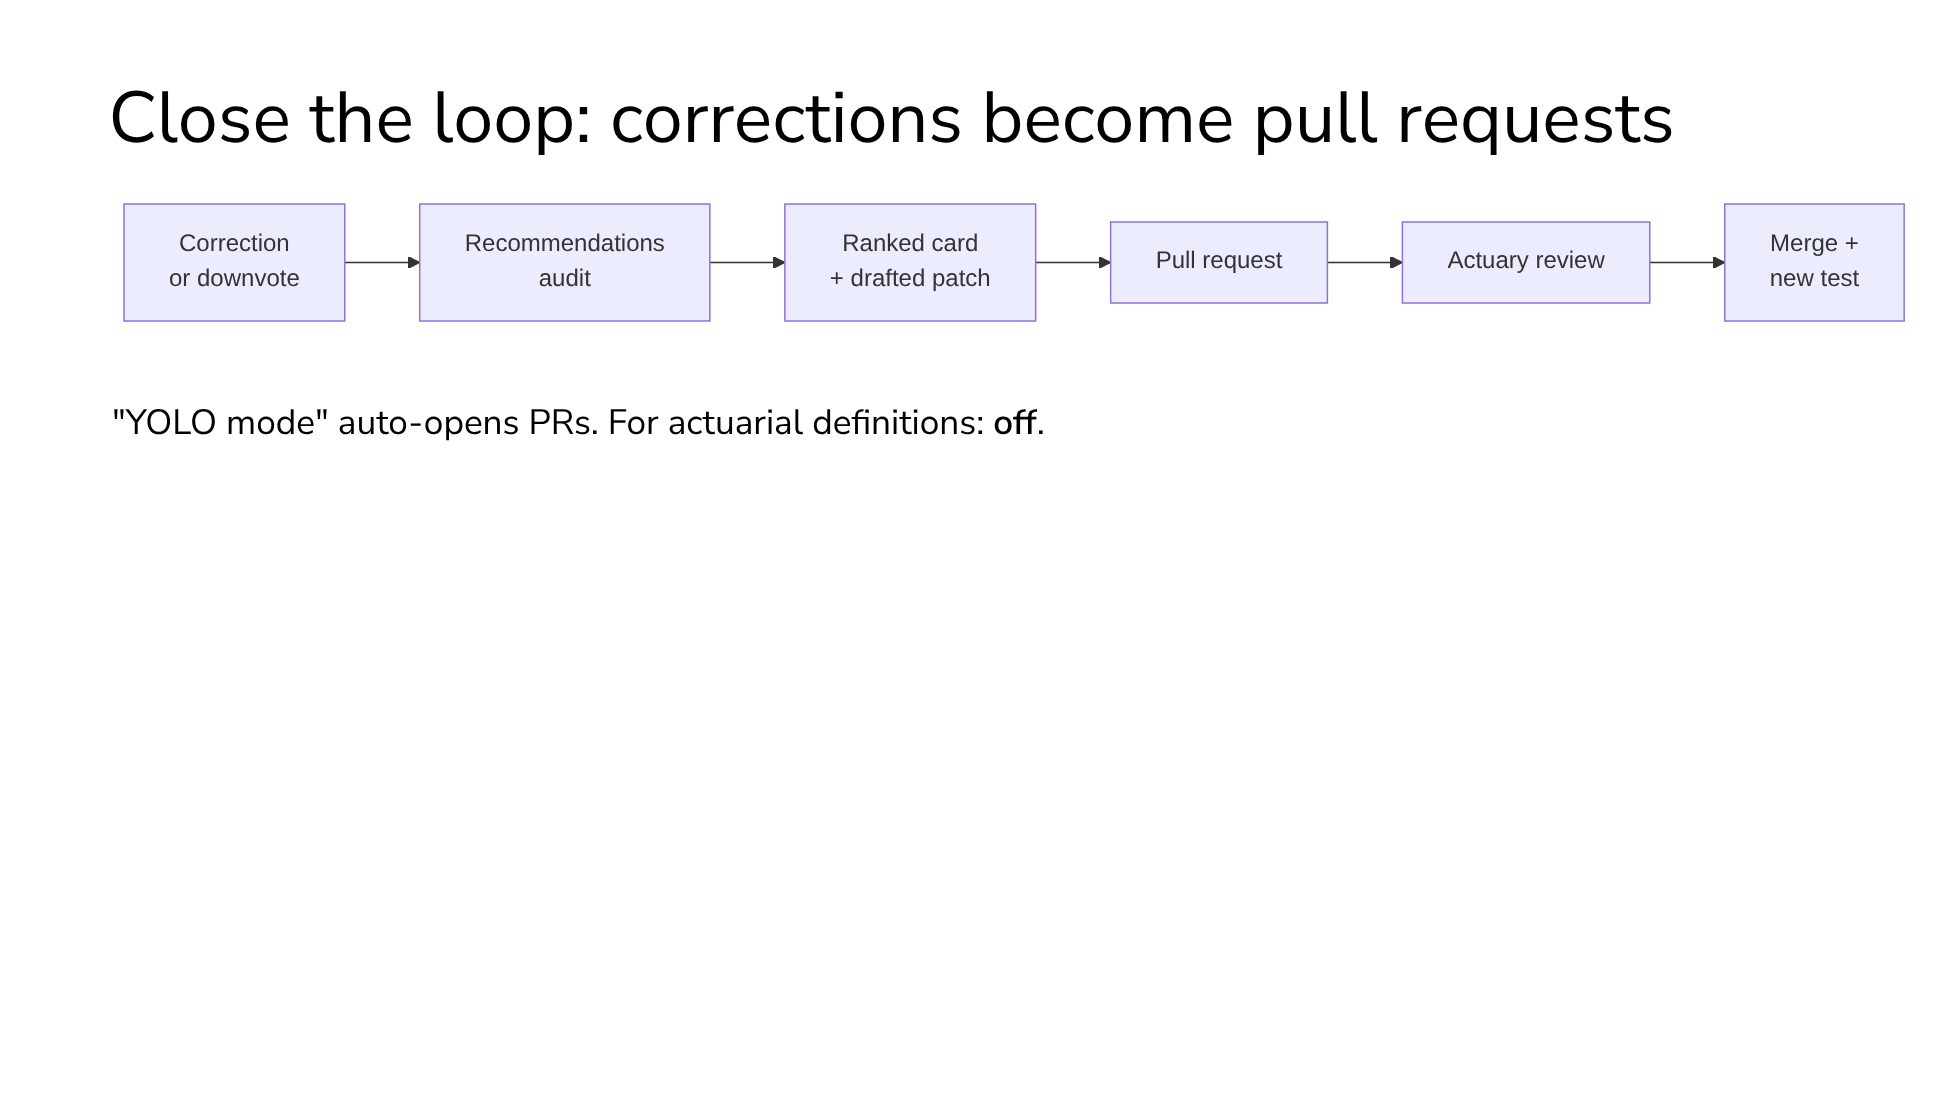 Close the loop: corrections become pull requests
Correction
or downvote
Recommendations
audit
Ranked card
+ drafted patch
Pull request
Actuary review
Merge +
new test
"YOLO mode" auto-opens PRs. For actuarial definitions: off.